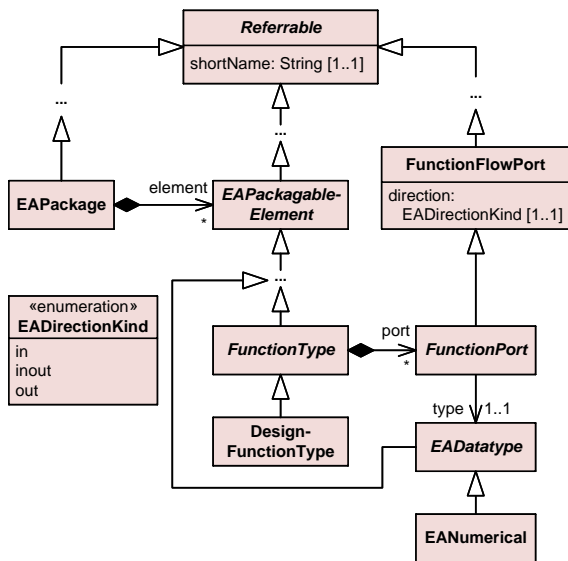 Referrable
shortName: String [1..1]
...
...
...
FunctionFlowPort
direction:
EADirectionKind [1..1]
EAPackage
element
*
EAPackagable-
Element
...
«enumeration»
EADirectionKind
in
inout
out
FunctionType
port
*
FunctionPort
type
1..1
Design-
FunctionType
EADatatype
EANumerical